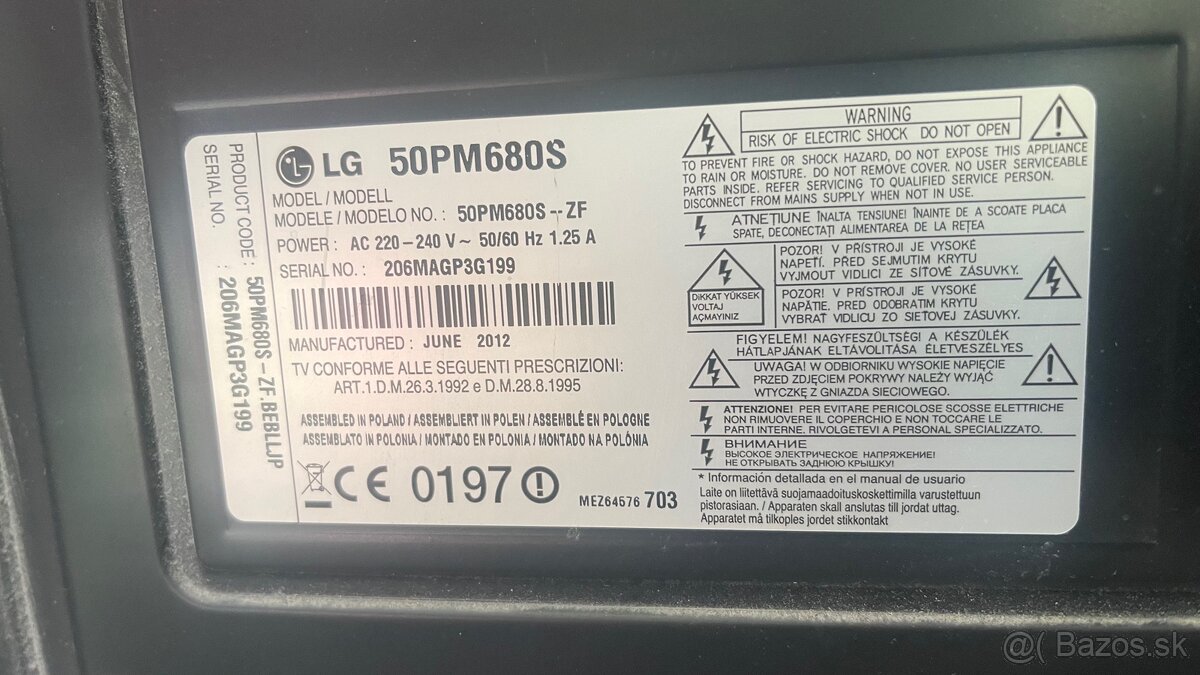 PRODUCT CODE : 50PM680S - ZF.BEBLLJP
SERIAL NO. : 206MAGP3G199
LG 50PM680S
MODEL / MODELL
MODELE / MODELO NO. : 50PM680S - ZF
POWER : AC 220 - 240 V ~ 50/60 Hz 1.25 A
SERIAL NO. : 206MAGP3G199
MANUFACTURED : JUNE 2012
TV CONFORME ALLE SEGUENTI PRESCRIZIONI:
ART.1.D.M.26.3.1992 e D.M.28.8.1995
ASSEMBLED IN POLAND / ASSEMBLIERT IN POLEN / ASSEMBLÉ EN POLOGNE
ASSEMBLATO IN POLONIA / MONTADO EN POLONIA / MONTADO NA POLÔNIA
CE 0197
MEZ64576 703
WARNING
RISK OF ELECTRIC SHOCK DO NOT OPEN
TO PREVENT FIRE OR SHOCK HAZARD, DO NOT EXPOSE THIS APPLIANCE
TO RAIN OR MOISTURE. DO NOT REMOVE COVER. NO USER SERVICEABLE
PARTS INSIDE. REFER SERVICING TO QUALIFIED SERVICE PERSON.
DISCONNECT FROM MAINS SUPPLY WHEN NOT IN USE.
ATNEŢIUNE ÎNALTA TENSIUNE! ÎNAINTE DE A SCOATE PLACA
SPATE, DECONECTAŢI ALIMENTAREA DE LA REŢEA
DIKKAT YÜKSEK
VOLTAJ
AÇMAYINIZ
POZOR! V PŘÍSTROJI JE VYSOKÉ
NAPETÍ. PŘED SEJMUTIM KRYTU
VYJMOUT VIDLICI ZE SÍŤOVÉ ZÁSUVKY.
POZOR! V PRÍSTROJI JE VYSOKÉ
NÄPATIE. PRED ODOBRATIM KRYTU
VYBRAŤ VIDLICU ZO SIEŤOVEJ ZÁSUVKY.
FIGYELEM! NAGYFESZÜLTSÉG! A KÉSZÜLÉK
HÁTLAPJÁNAK ELTÁVOLÍTÁSA ÉLETVESZÉLYES
UWAGA! W ODBIORNIKU WYSOKIE NAPIĘCIE
PRZED ZDJĘCIEM POKRYWY NALEŻY WYJĄĆ
WTYCZKĘ Z GNIAZDA SIECIOWEGO.
ATTENZIONE! PER EVITARE PERICOLOSE SCOSSE ELETTRICHE
NON RIMUOVERE IL COPERCHIO E NON TOCCARE LE
PARTI INTERNE. RIVOLGETEVI A PERSONAL SPECIALIZZATO.
ВНИМАНИЕ
ВЫСОКОЕ ЭЛЕКТРИЧЕСКОЕ НАПРЯЖЕНИЕ!
НЕ ОТКРЫВАТЬ ЗАДНЮЮ КРЫШКУ!
* Información detallada en el manual de usuario
Laite on liitettävä suojamaadoituskoskettimilla varustettuun
pistorasiaan. / Apparaten skall anslutas till jordat uttag.
Apparatet må tilkoples jordet stikkontakt
@( Bazos.sk